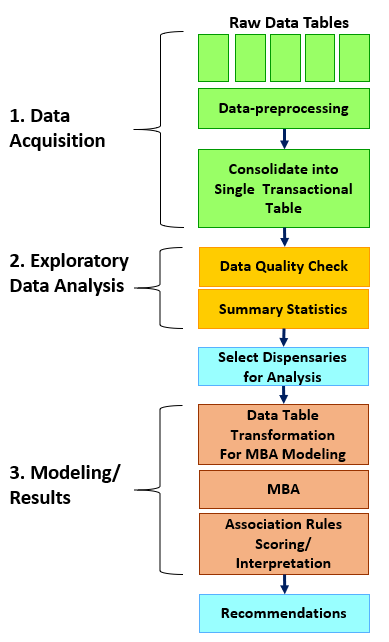 Raw Data Tables
1. Data
Acquisition
Data-preprocessing
Consolidate into
Single Transactional
Table
2. Exploratory
Data Analysis
Data Quality Check
Summary Statistics
Select Dispensaries
for Analysis
3. Modeling/
Results
Data Table
Transformation
For MBA Modeling
MBA
Association Rules
Scoring/
Interpretation
Recommendations